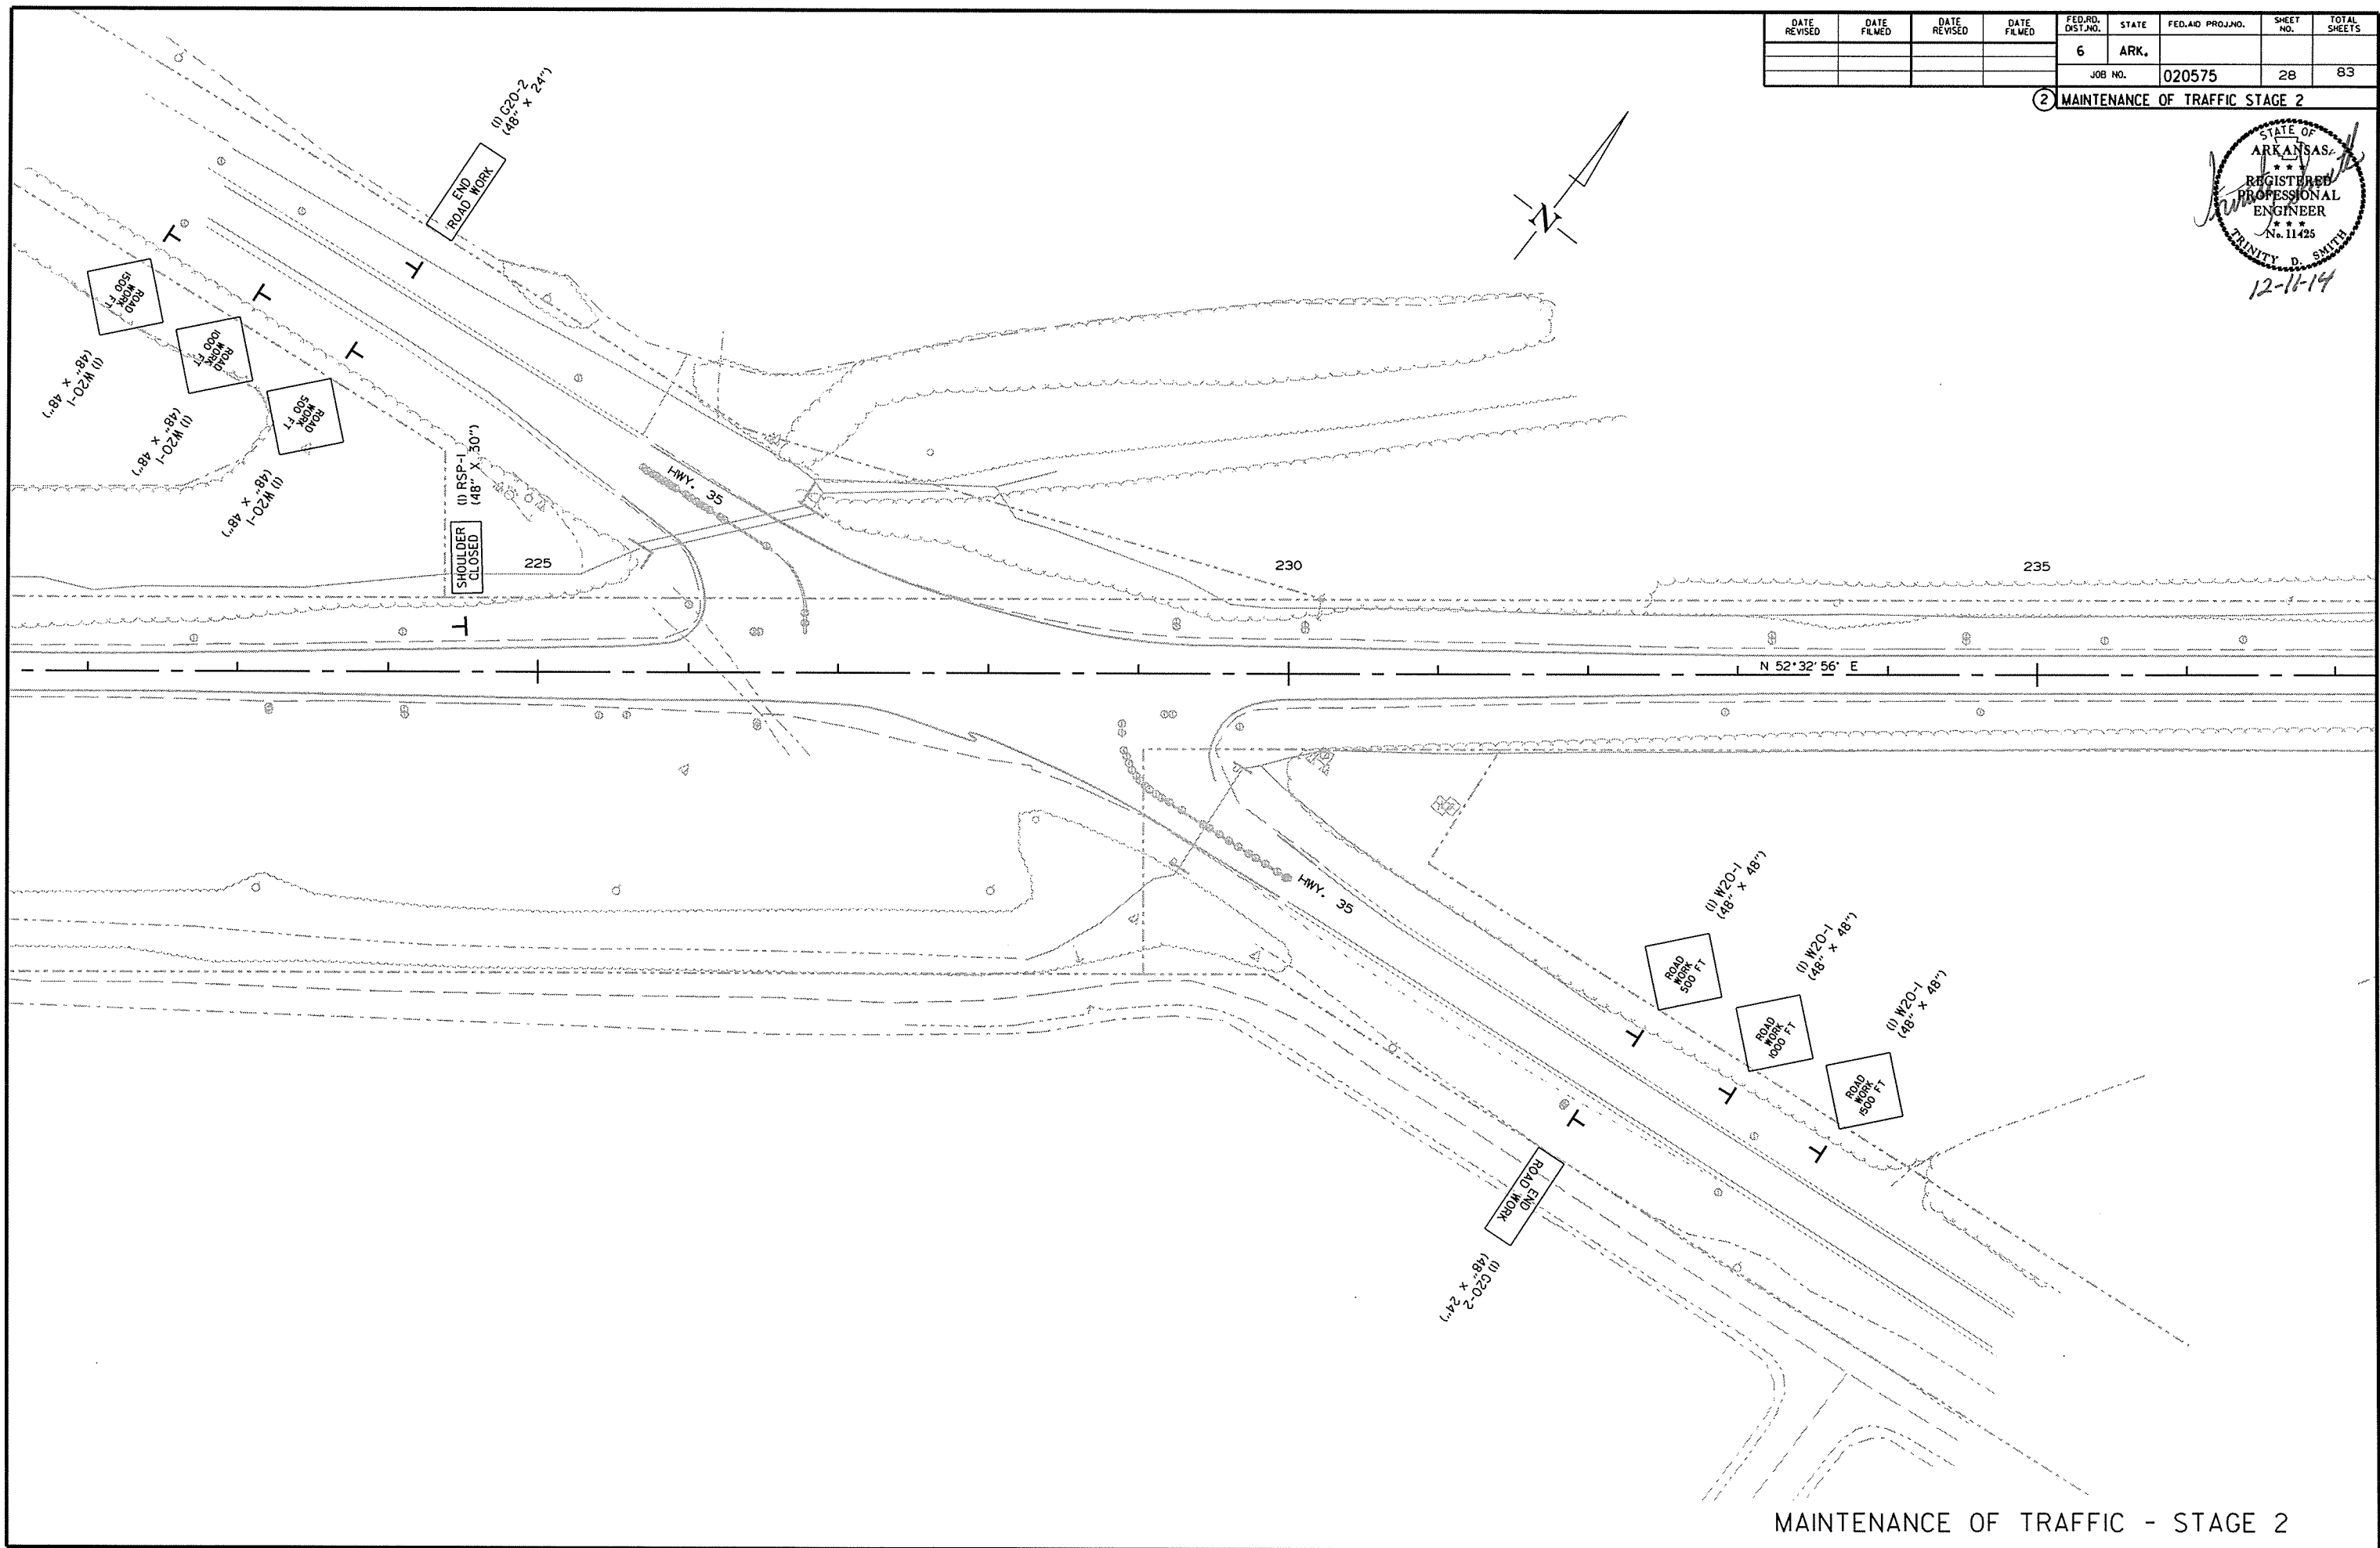 DATE REVISED
DATE FILMED
DATE REVISED
DATE FILMED
FED.RD. DIST.NO.
STATE
FED.AID PROJ.NO.
SHEET NO.
TOTAL SHEETS
6
ARK.
JOB NO.
020575
28
83
2
MAINTENANCE OF TRAFFIC STAGE 2
STATE OF
ARKANSAS
★ ★ ★
REGISTERED
PROFESSIONAL
ENGINEER
★ ★ ★
No. 11425
TRINITY D. SMITH
12-11-14
(1) G20-2
(48" X 24")
END
ROAD WORK
N
ROAD
WORK
1500 FT
(1) W20-1
(48" X 48")
ROAD
WORK
1000 FT
(1) W20-1
(48" X 48")
ROAD
WORK
500 FT
(1) W20-1
(48" X 48")
(1) RSP-1
(48" X 30")
SHOULDER
CLOSED
HWY. 35
225
230
235
N 52°32'56" E
HWY. 35
(1) W20-1
(48" X 48")
ROAD
WORK
500 FT
(1) W20-1
(48" X 48")
ROAD
WORK
1000 FT
(1) W20-1
(48" X 48")
ROAD
WORK
1500 FT
END
ROAD WORK
(1) G20-2
(48" X 24")
MAINTENANCE OF TRAFFIC - STAGE 2